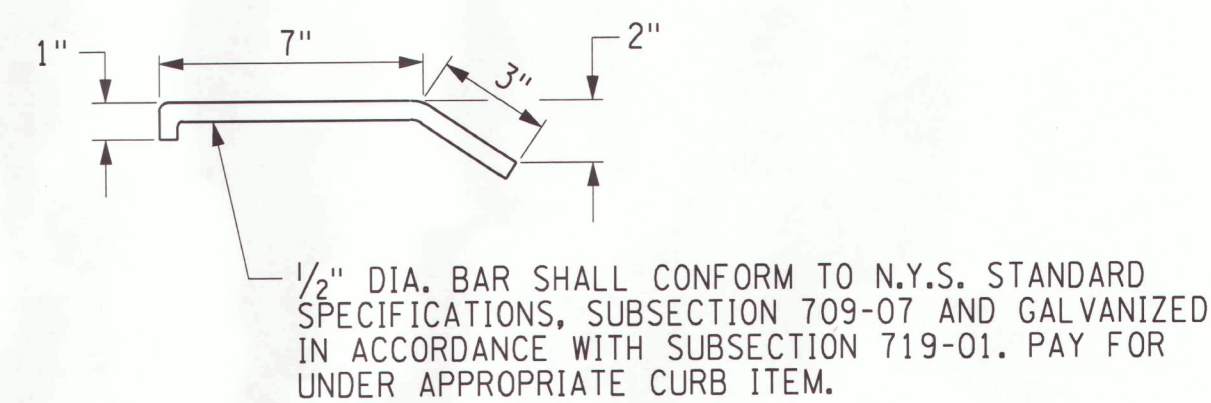 1"
7"
3"
2"
1/2" DIA. BAR SHALL CONFORM TO N.Y.S. STANDARD
SPECIFICATIONS, SUBSECTION 709-07 AND GALVANIZED
IN ACCORDANCE WITH SUBSECTION 719-01. PAY FOR
UNDER APPROPRIATE CURB ITEM.